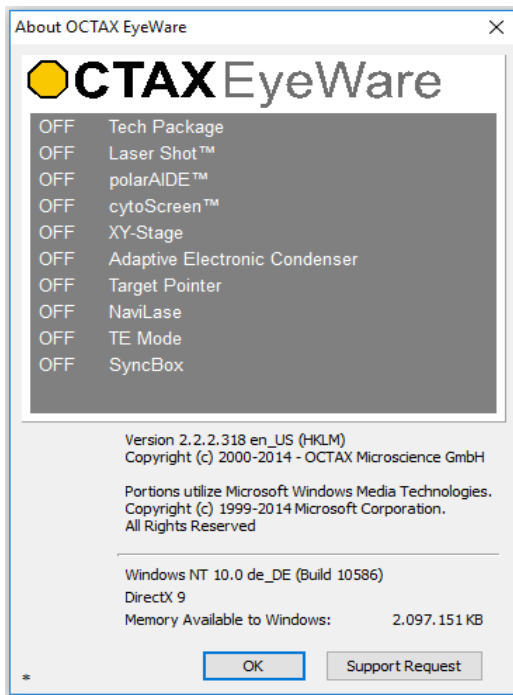 About OCTAX EyeWare
OCTAX EyeWare
OFF Tech Package
OFF Laser Shot™
OFF polarAIDE™
OFF cytoScreen™
OFF XY-Stage
OFF Adaptive Electronic Condenser
OFF Target Pointer
OFF NaviLase
OFF TE Mode
OFF SyncBox
Version 2.2.2.318 en_US (HKLM)
Copyright (c) 2000-2014 - OCTAX Microscience GmbH
Portions utilize Microsoft Windows Media Technologies.
Copyright (c) 1999-2014 Microsoft Corporation.
All Rights Reserved
Windows NT 10.0 de_DE (Build 10586)
DirectX 9
Memory Available to Windows: 2.097.151 KB
* OK Support Request